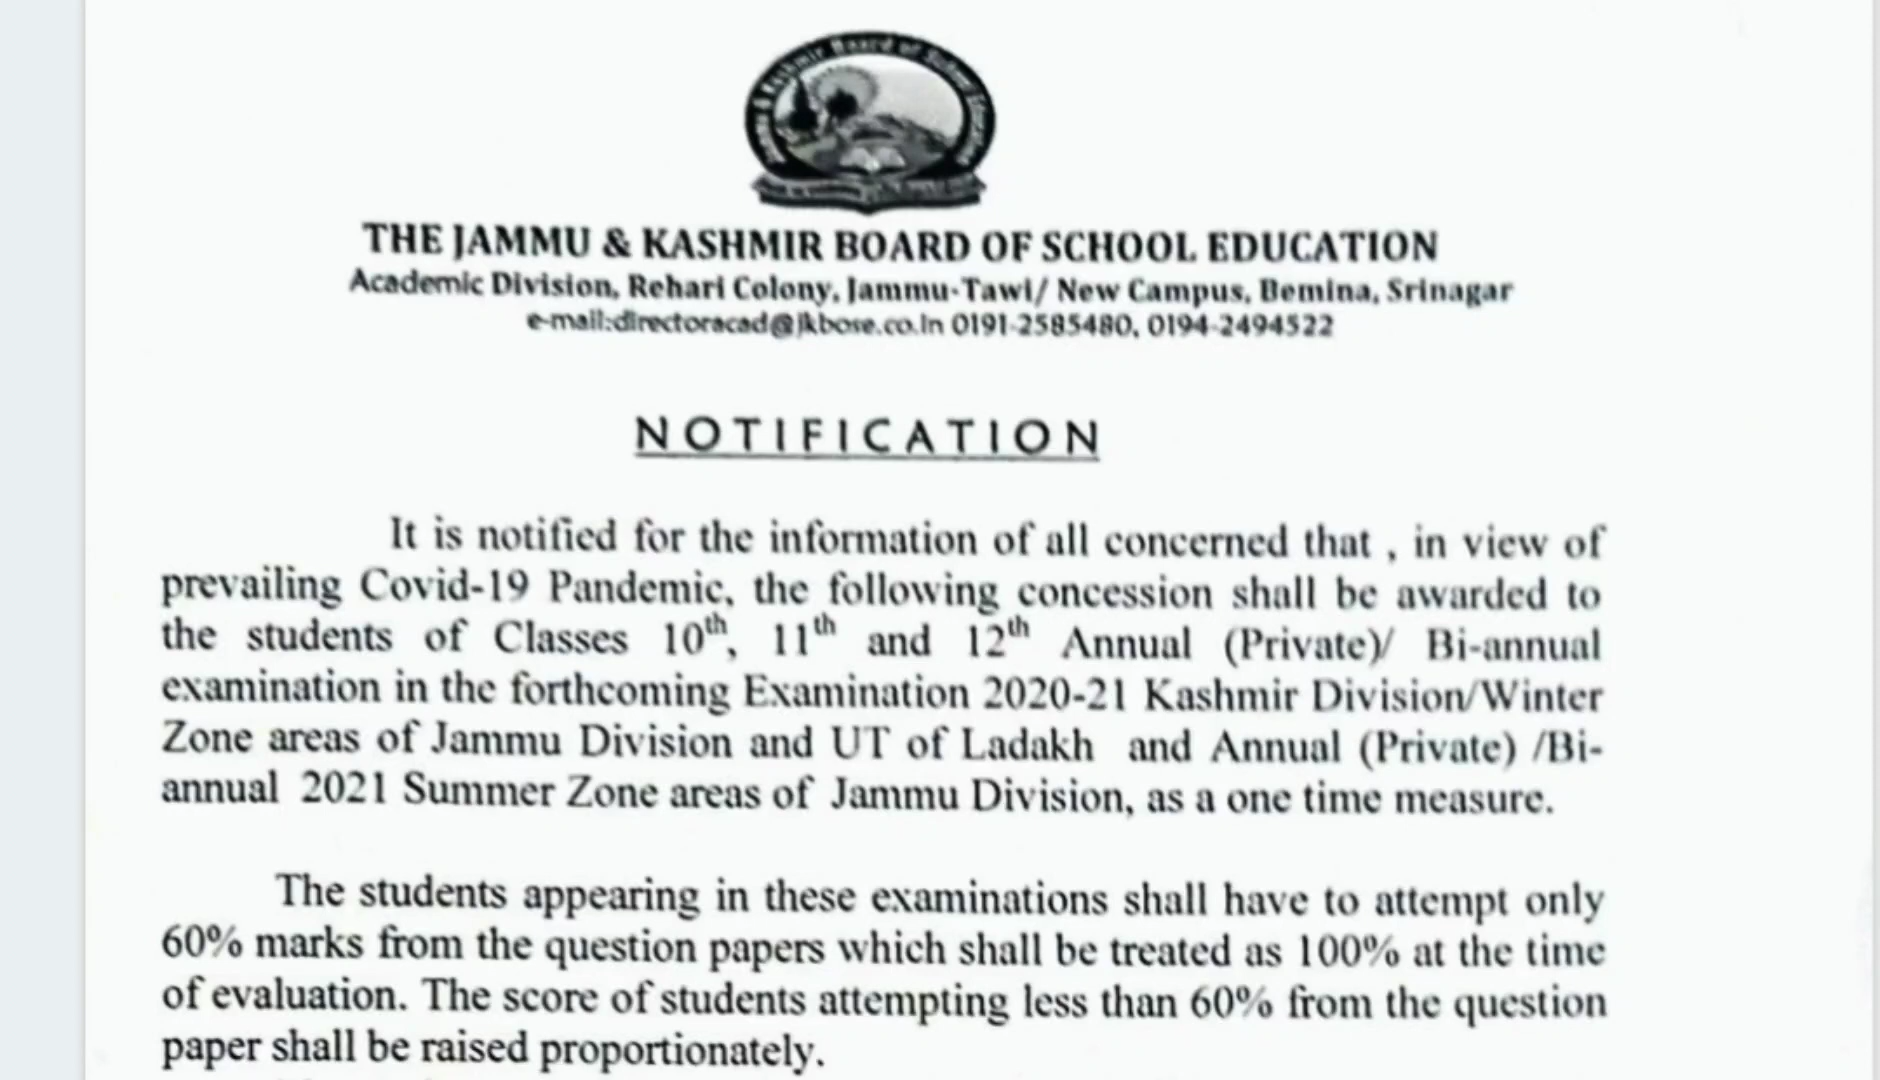 Jammu & Kashmir Board of School Education
THE JAMMU & KASHMIR BOARD OF SCHOOL EDUCATION
Academic Division, Rehari Colony, Jammu-Tawi/ New Campus, Bemina, Srinagar
e-mail:directoracad@jkbose.co.in 0191-2585480, 0194-2494522
NOTIFICATION
It is notified for the information of all concerned that , in view of
prevailing Covid-19 Pandemic, the following concession shall be awarded to
the students of Classes 10th, 11th and 12th Annual (Private)/ Bi-annual
examination in the forthcoming Examination 2020-21 Kashmir Division/Winter
Zone areas of Jammu Division and UT of Ladakh and Annual (Private) /Bi-
annual 2021 Summer Zone areas of Jammu Division, as a one time measure.
The students appearing in these examinations shall have to attempt only
60% marks from the question papers which shall be treated as 100% at the time
of evaluation. The score of students attempting less than 60% from the question
paper shall be raised proportionately.